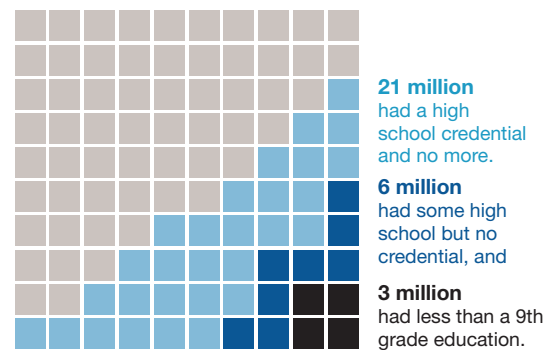 21 million
had a high
school credential
and no more.
6 million
had some high
school but no
credential, and
3 million
had less than a 9th
grade education.